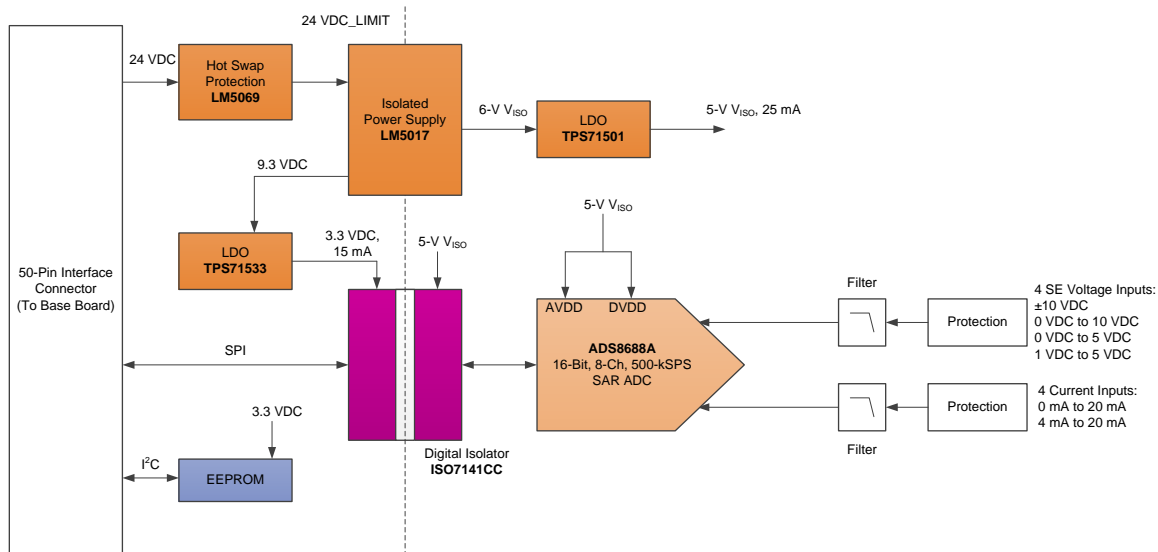 24 VDC_LIMIT
24 VDC
Hot Swap
Protection
LM5069
Isolated
Power Supply
LM5017
6-V VISO
LDO
TPS71501
5-V VISO, 25 mA
9.3 VDC
LDO
TPS71533
3.3 VDC,
15 mA
5-V VISO
5-V VISO
50-Pin Interface
Connector
(To Base Board)
SPI
AVDD
DVDD
ADS8688A
16-Bit, 8-Ch, 500-kSPS
SAR ADC
Filter
Protection
4 SE Voltage Inputs:
±10 VDC
0 VDC to 10 VDC
0 VDC to 5 VDC
1 VDC to 5 VDC
Filter
Protection
4 Current Inputs:
0 mA to 20 mA
4 mA to 20 mA
Digital Isolator
ISO7141CC
3.3 VDC
I2C
EEPROM